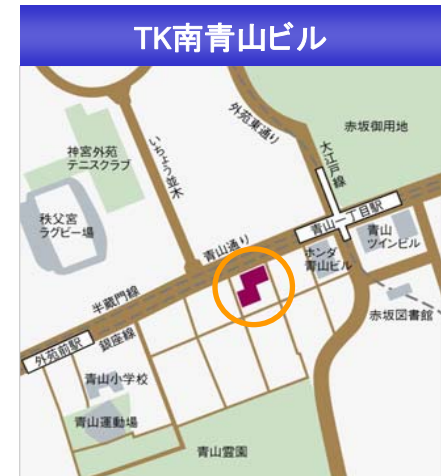 TK南青山ビル
外苑東通り
赤坂御用地
神宮外苑
テニスクラブ
いちょう並木
大江戸線
秩父宮
ラグビー場
青山一丁目駅
青山通り
青山
ツインビル
ホンダ
青山ビル
半蔵門線
赤坂図書館
外苑前駅
銀座線
青山小学校
青山運動場
青山霊園